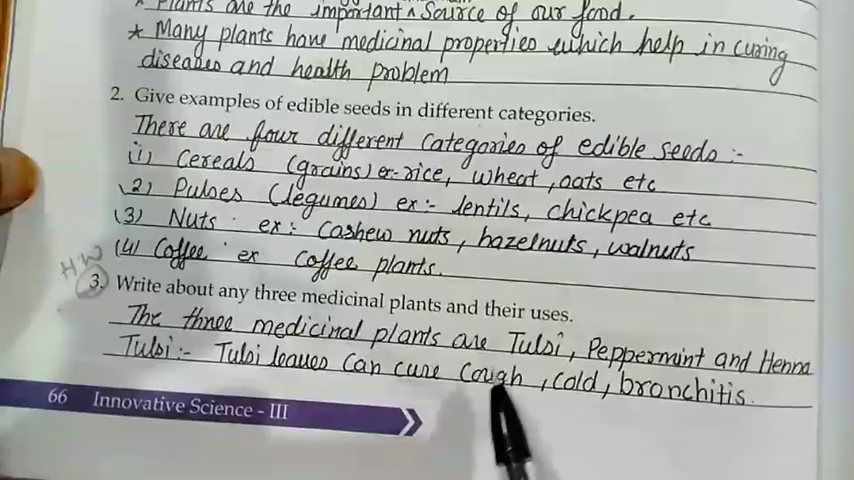 * Plants are the important ^ Source of our food.
* Many plants have medicinal properties which help in curing
diseases and health problem
2. Give examples of edible seeds in different categories.
There are four different categories of edible seeds :-
(1) Cereals (grains) ex- rice, wheat, oats etc
(2) Pulses (legumes) ex:- lentils, chickpea etc
(3) Nuts ex:- Cashew nuts, hazelnuts, walnuts
(4) Coffee ex coffee plants.
HW
3. Write about any three medicinal plants and their uses.
The three medicinal plants are Tulsi, Peppermint and Henna
Tulsi:- Tulsi leaves can cure cough, cold, bronchitis.
66 Innovative Science - III